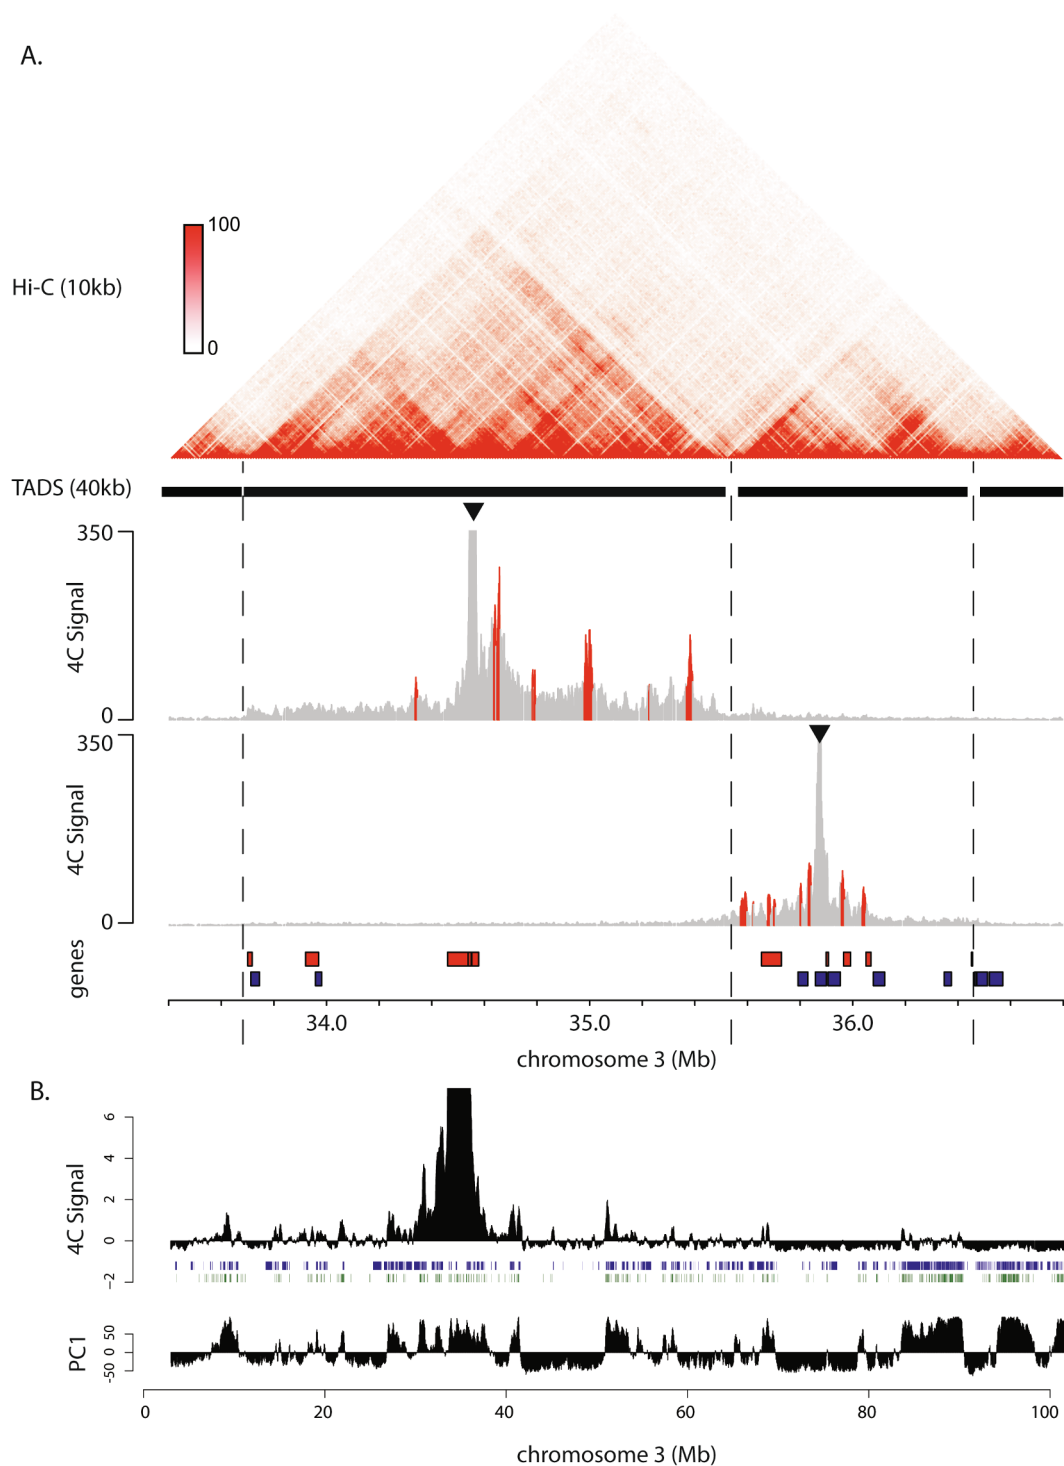 A.
100
Hi-C (10kb)
0
TADS (40kb)
350
4C Signal
0
350
4C Signal
0
genes
34.0 35.0 36.0
chromosome 3 (Mb)
B.
6
4
2
0
-2
4C Signal
50
0
-50
PC1
0 20 40 60 80 100
chromosome 3 (Mb)